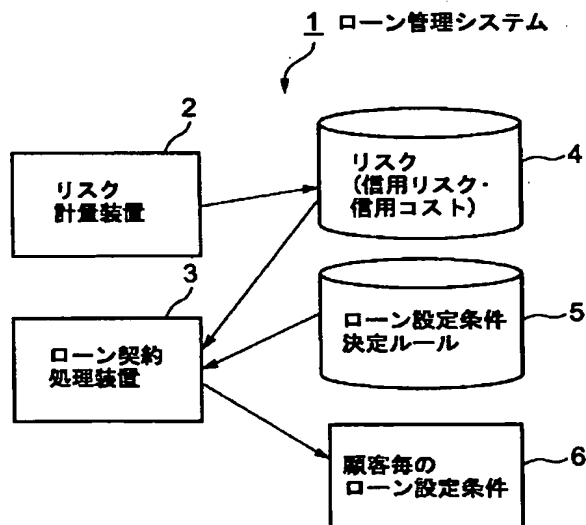 1 ローン管理システム
2
リスク
計量装置
4
リスク
(信用リスク・
信用コスト)
3
ローン契約
処理装置
5
ローン設定条件
決定ルール
6
顧客毎の
ローン設定条件